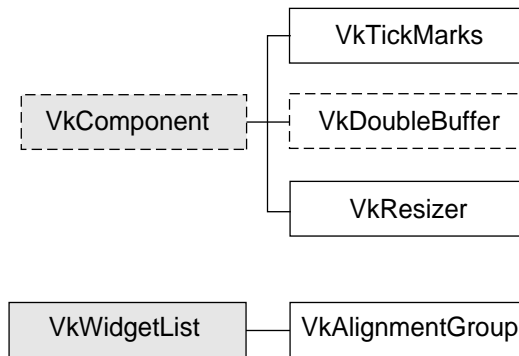 VkTickMarks
VkComponent
VkDoubleBuffer
VkResizer
VkWidgetList
VkAlignmentGroup